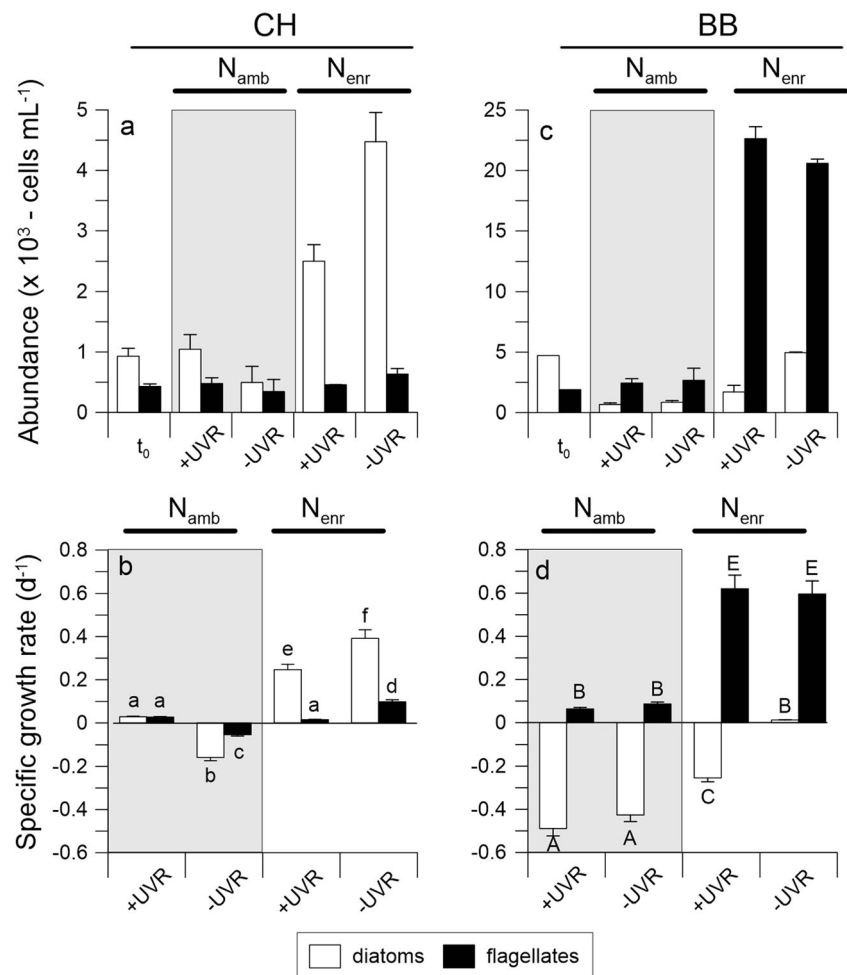 CH
BB
N_amb N_enr
N_amb N_enr
Abundance (x 10³ - cells mL⁻¹)
a
5
4
3
2
1
0
t₀ +UVR -UVR +UVR -UVR
c
25
20
15
10
5
0
t₀ +UVR -UVR +UVR -UVR
N_amb N_enr
N_amb N_enr
Specific growth rate (d⁻¹)
b
0.8
0.6
0.4
0.2
0
-0.2
-0.4
-0.6
a a b c e a f d
+UVR -UVR +UVR -UVR
d
0.8
0.6
0.4
0.2
0
-0.2
-0.4
-0.6
A B A B C E B E
+UVR -UVR +UVR -UVR
diatoms flagellates